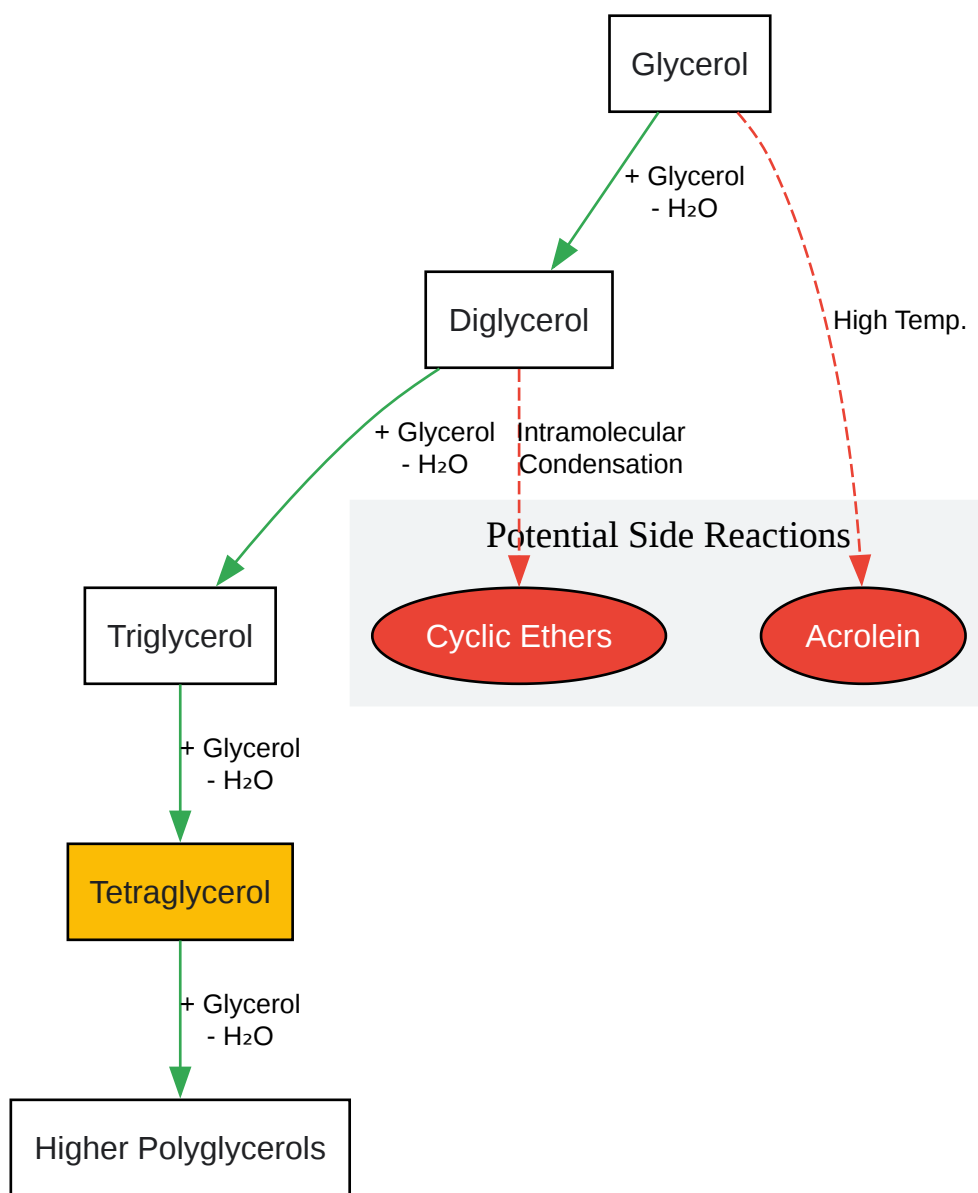 Glycerol
+ Glycerol
- H₂O
High Temp.
Diglycerol
+ Glycerol
- H₂O
Intramolecular
Condensation
Potential Side Reactions
Triglycerol
Cyclic Ethers
Acrolein
+ Glycerol
- H₂O
Tetraglycerol
+ Glycerol
- H₂O
Higher Polyglycerols